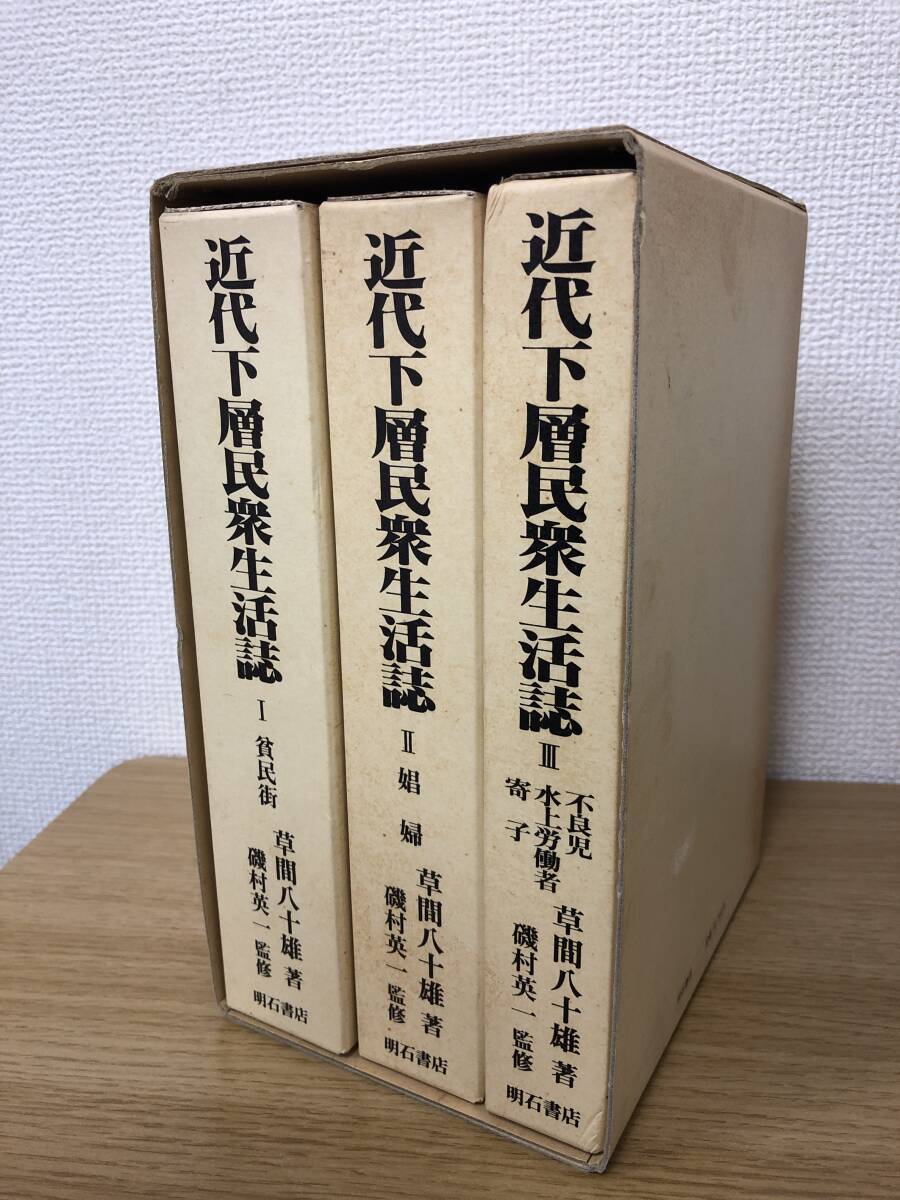 近代下層民衆生活誌
I
貧民街
草間八十雄 著
磯村英一 監修
明石書店
近代下層民衆生活誌
II
娼婦
草間八十雄 著
磯村英一 監修
明石書店
近代下層民衆生活誌
III
不良児
水上労働者
寄子
草間八十雄 著
磯村英一 監修
明石書店